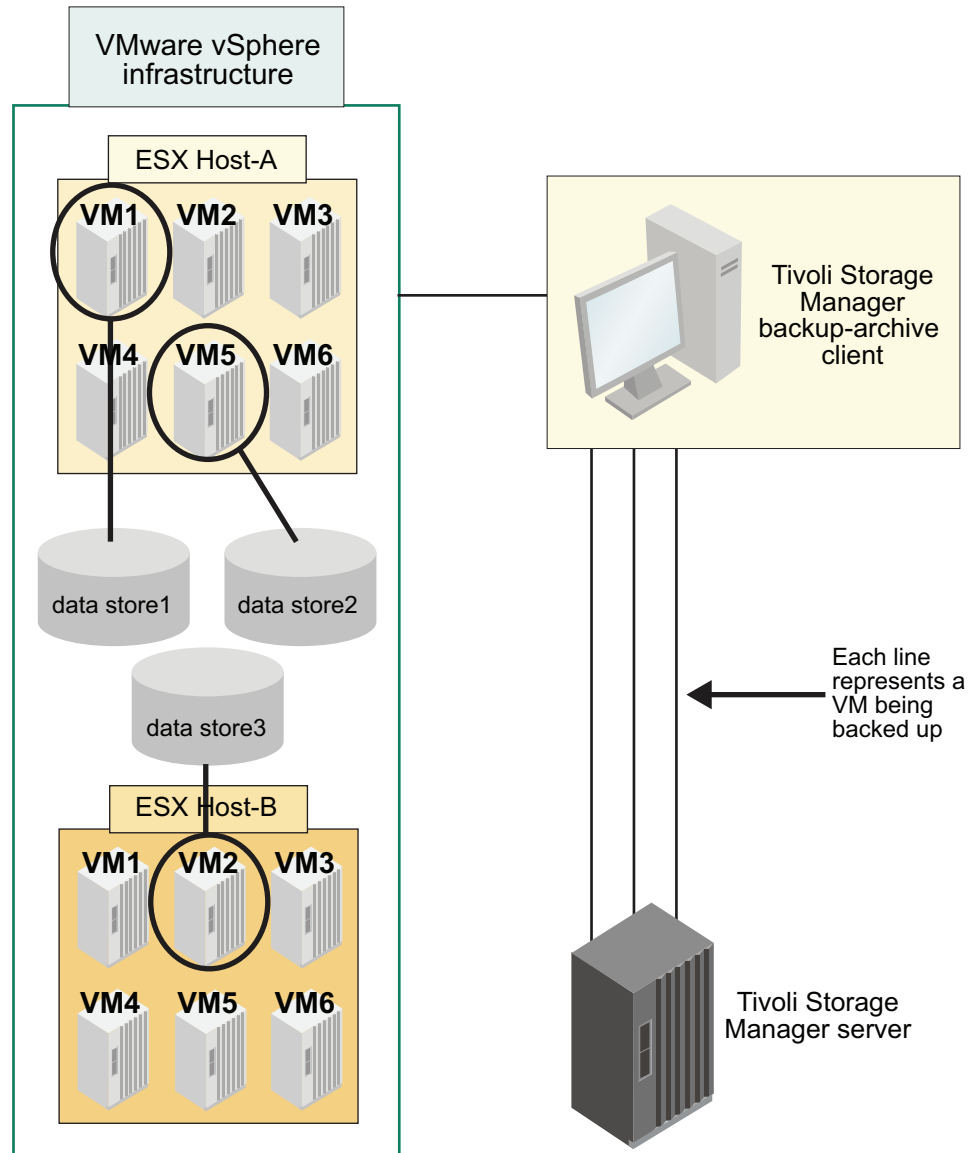 VMware vSphere
infrastructure
ESX Host-A
VM1 VM2 VM3
VM4 VM5 VM6
data store1 data store2
data store3
ESX Host-B
VM1 VM2 VM3
VM4 VM5 VM6
Tivoli Storage
Manager
backup-archive
client
Each line
represents a
VM being
backed up
Tivoli Storage
Manager server